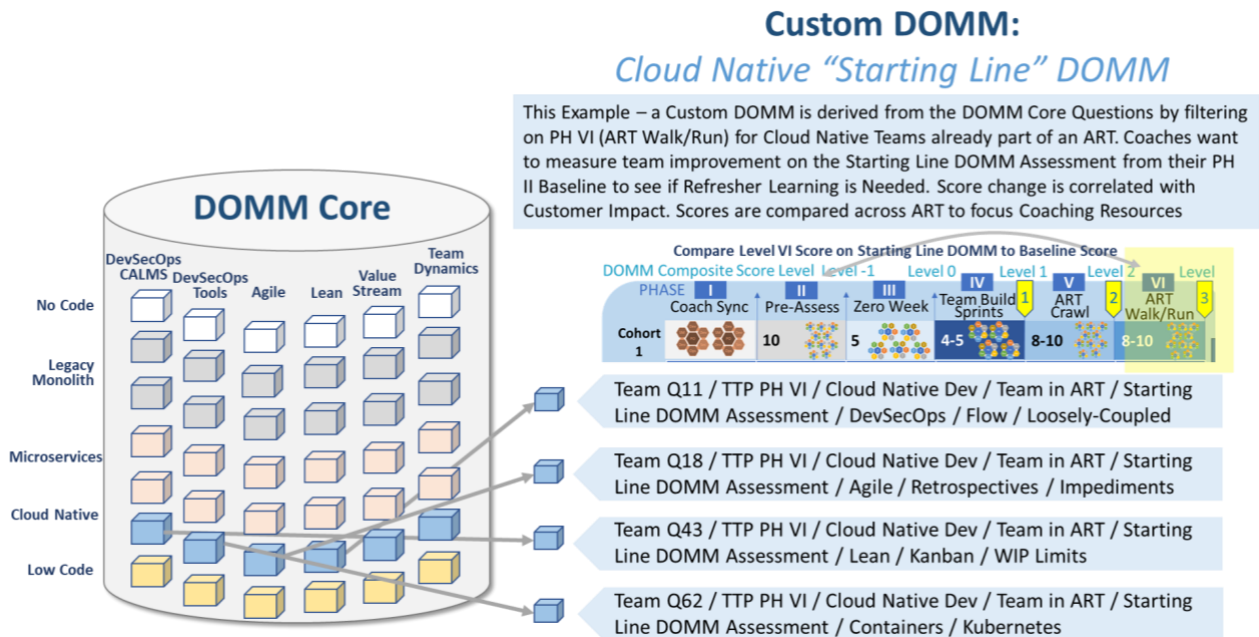 Custom DOMM:
Cloud Native “Starting Line” DOMM
This Example – a Custom DOMM is derived from the DOMM Core Questions by filtering
on PH VI (ART Walk/Run) for Cloud Native Teams already part of an ART. Coaches want
to measure team improvement on the Starting Line DOMM Assessment from their PH
II Baseline to see if Refresher Learning is Needed. Score change is correlated with
Customer Impact. Scores are compared across ART to focus Coaching Resources
DOMM Core
DevSecOps
CALMS
DevSecOps
Tools
Agile
Lean
Value
Stream
Team
Dynamics
No Code
Legacy
Monolith
Microservices
Cloud Native
Low Code
Compare Level VI Score on Starting Line DOMM to Baseline Score
DOMM Composite Score Level Level -1 Level 0 Level 1 Level 2 Level
PHASE I II III IV V VI
Coach Sync
Pre-Assess
Zero Week
Team Build
Sprints
1
ART
Crawl
2
ART
Walk/Run
3
Cohort
1
10
5
4-5
8-10
8-10
Team Q11 / TTP PH VI / Cloud Native Dev / Team in ART / Starting
Line DOMM Assessment / DevSecOps / Flow / Loosely-Coupled
Team Q18 / TTP PH VI / Cloud Native Dev / Team in ART / Starting
Line DOMM Assessment / Agile / Retrospectives / Impediments
Team Q43 / TTP PH VI / Cloud Native Dev / Team in ART / Starting
Line DOMM Assessment / Lean / Kanban / WIP Limits
Team Q62 / TTP PH VI / Cloud Native Dev / Team in ART / Starting
Line DOMM Assessment / Containers / Kubernetes